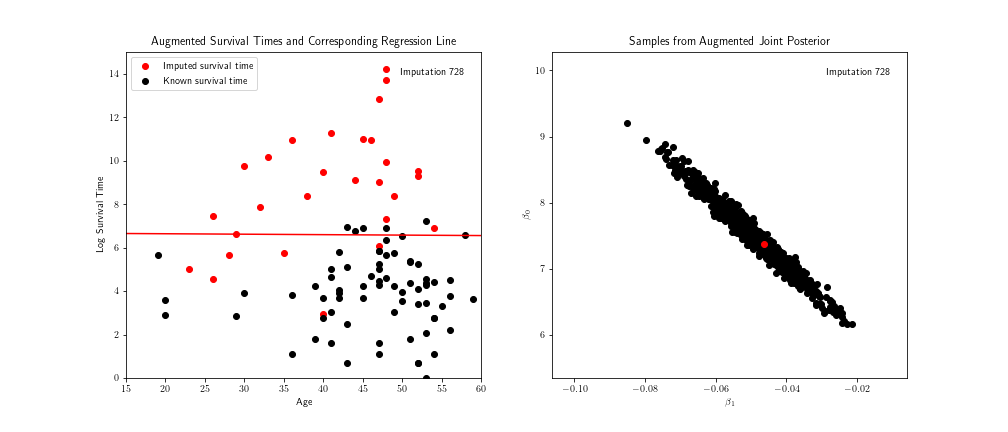 Augmented Survival Times and Corresponding Regression Line
Imputed survival time
Known survival time
Imputation 728
Log Survival Time
14
12
10
8
6
4
2
0
15 20 25 30 35 40 45 50 55 60
Age
Samples from Augmented Joint Posterior
Imputation 728
β0
10
9
8
7
6
−0.10 −0.08 −0.06 −0.04 −0.02
β1